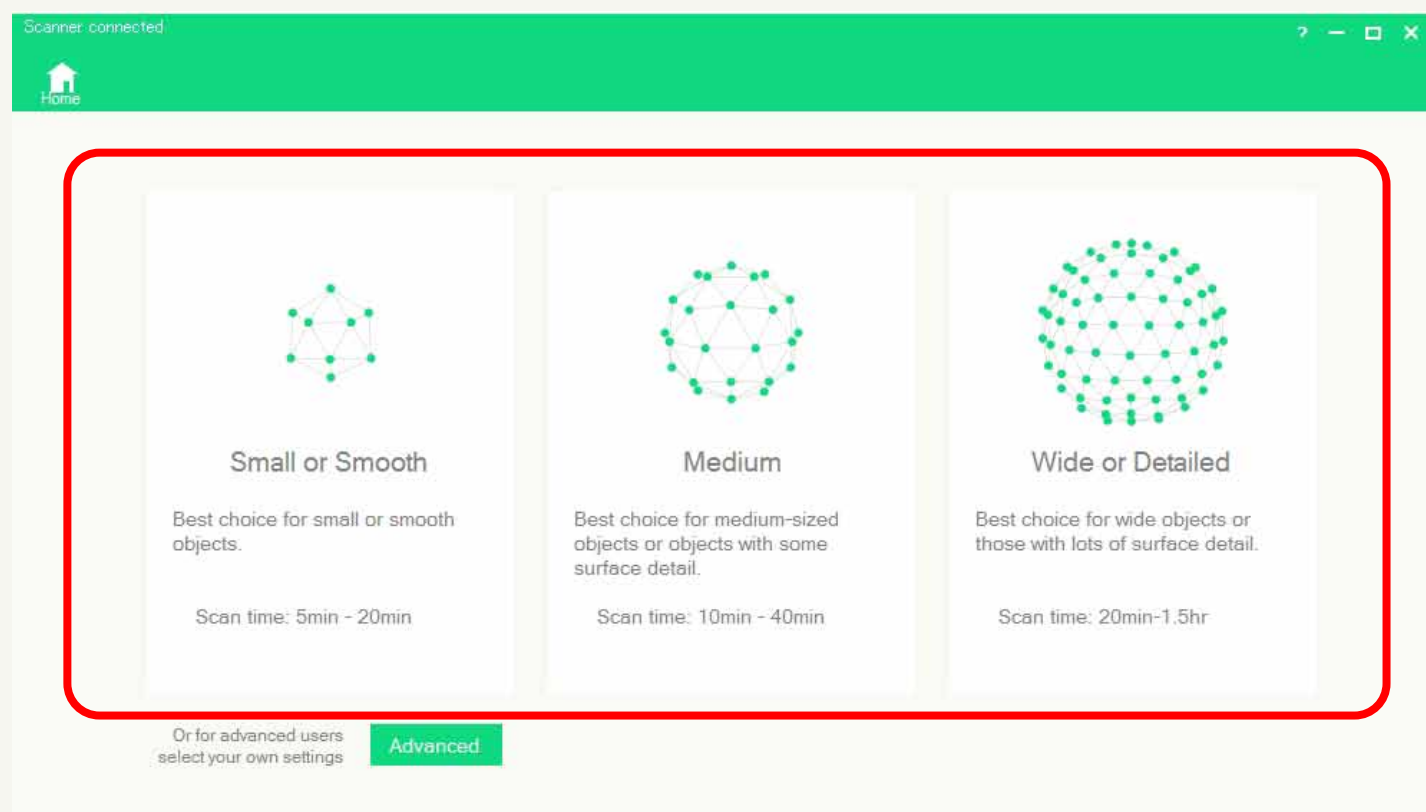 Scanner connected
?
Home
Small or Smooth
Best choice for small or smooth
objects.
Scan time: 5min - 20min
Medium
Best choice for medium-sized
objects or objects with some
surface detail.
Scan time: 10min - 40min
Wide or Detailed
Best choice for wide objects or
those with lots of surface detail.
Scan time: 20min-1.5hr
Or for advanced users
select your own settings
Advanced